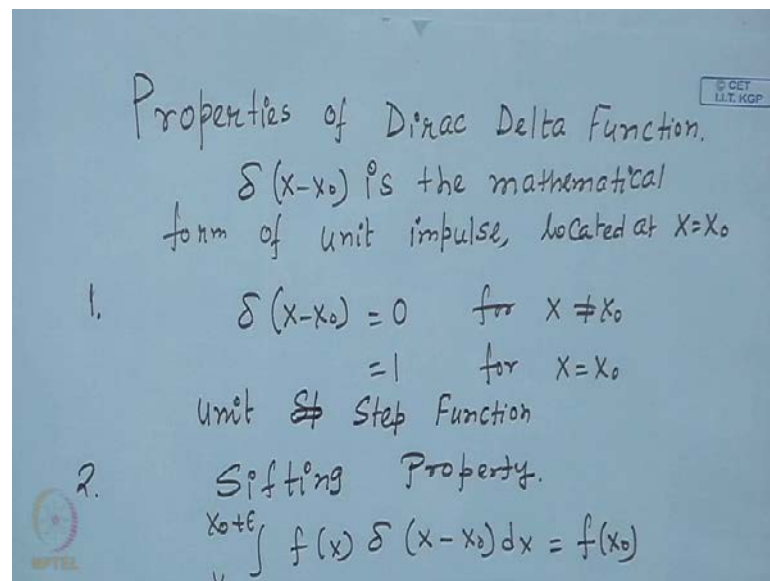 © CET
I.I.T. KGP
Properties of Dirac Delta Function.
δ (x-x₀) is the mathematical
form of unit impulse, located at x=x₀
1. δ (x-x₀) = 0 for x ≠ x₀
=1 for x = x₀
Unit Step Function
2. Sifting Property.
x₀+ϵ
∫ f(x) δ (x-x₀) dx = f(x₀)
NPTEL